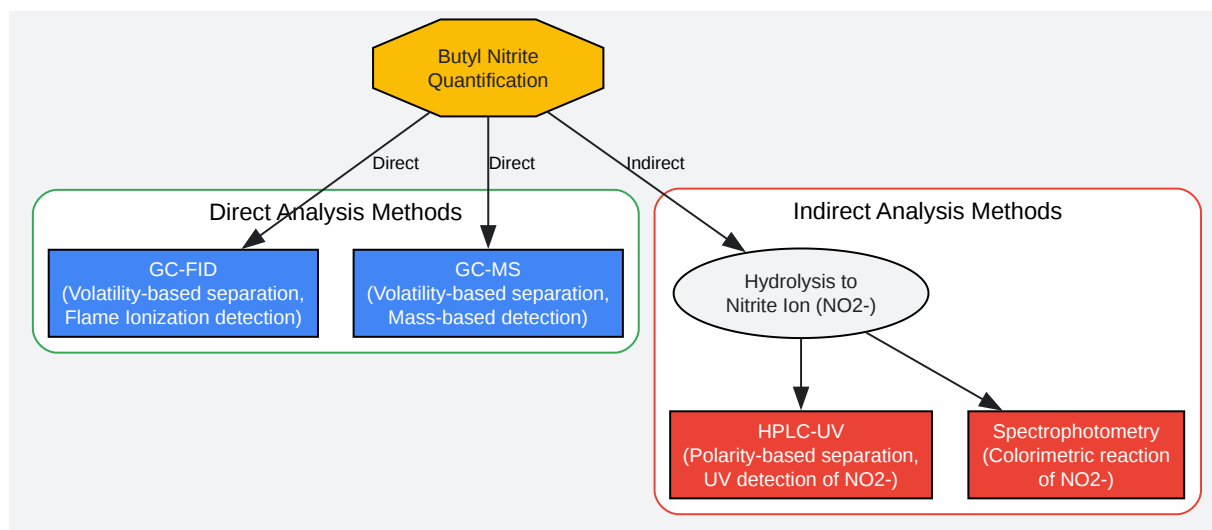 Butyl Nitrite
Quantification
Direct
Direct
Indirect
Direct Analysis Methods
Indirect Analysis Methods
GC-FID
(Volatility-based separation,
Flame Ionization detection)
GC-MS
(Volatility-based separation,
Mass-based detection)
Hydrolysis to
Nitrite Ion (NO2-)
HPLC-UV
(Polarity-based separation,
UV detection of NO2-)
Spectrophotometry
(Colorimetric reaction
of NO2-)